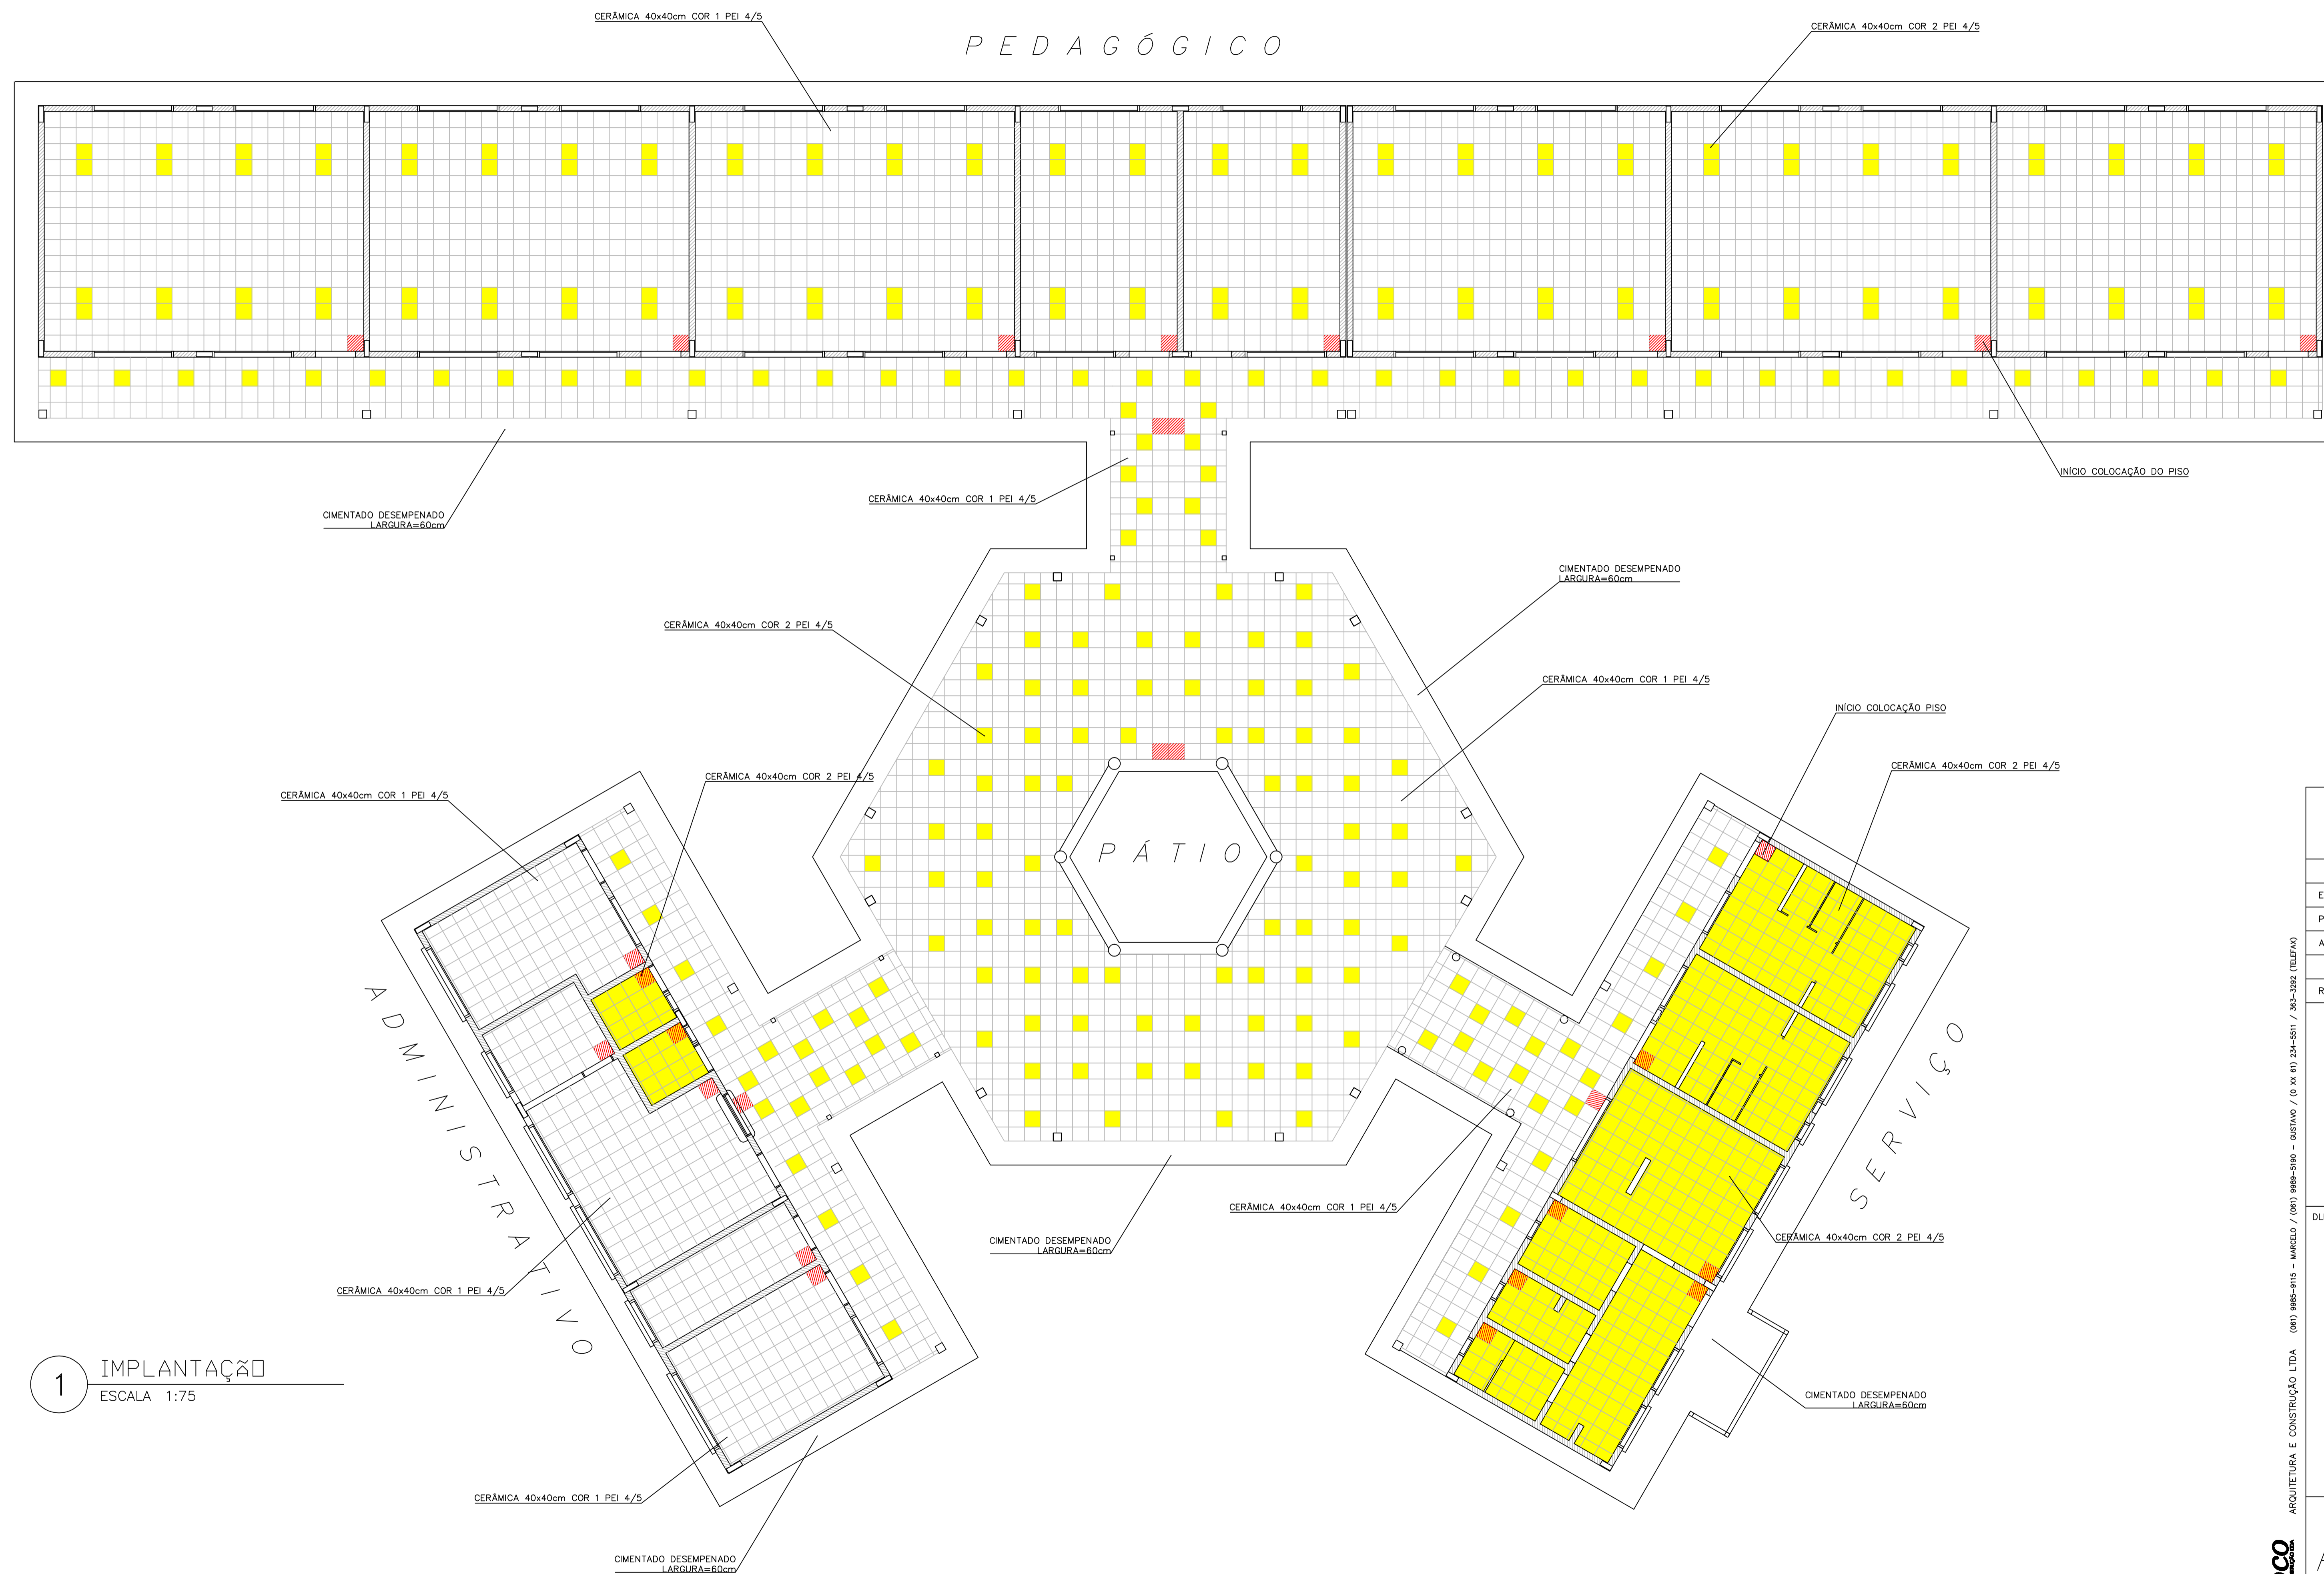 CERÂMICA 40x40cm COR 1 PEI 4/5
PEDAGÓGICO
CERÂMICA 40x40cm COR 2 PEI 4/5
INÍCIO COLOCAÇÃO DO PISO
CERÂMICA 40x40cm COR 1 PEI 4/5
CIMENTADO DESEMPENADO
LARGURA=60cm
CIMENTADO DESEMPENADO
LARGURA=60cm
CERÂMICA 40x40cm COR 2 PEI 4/5
CERÂMICA 40x40cm COR 1 PEI 4/5
INÍCIO COLOCAÇÃO PISO
CERÂMICA 40x40cm COR 2 PEI 4/5
CERÂMICA 40x40cm COR 2 PEI 4/5
CERÂMICA 40x40cm COR 1 PEI 4/5
PÁTIO
ADMINISTRATIVO
SERVIÇO
CERÂMICA 40x40cm COR 1 PEI 4/5
CIMENTADO DESEMPENADO
LARGURA=60cm
CERÂMICA 40x40cm COR 2 PEI 4/5
CERÂMICA 40x40cm COR 1 PEI 4/5
1
IMPLANTAÇÃO
ESCALA 1:75
CIMENTADO DESEMPENADO
LARGURA=60cm
CERÂMICA 40x40cm COR 1 PEI 4/5
CIMENTADO DESEMPENADO
LARGURA=60cm
ARQUITETURA E CONSTRUÇÃO LTDA (061) 9985-9115 - MARCELO / (061) 9989-5190 - GUSTAVO / (0 XX 61) 234-5511 / 363-3292 (TELEFAX)